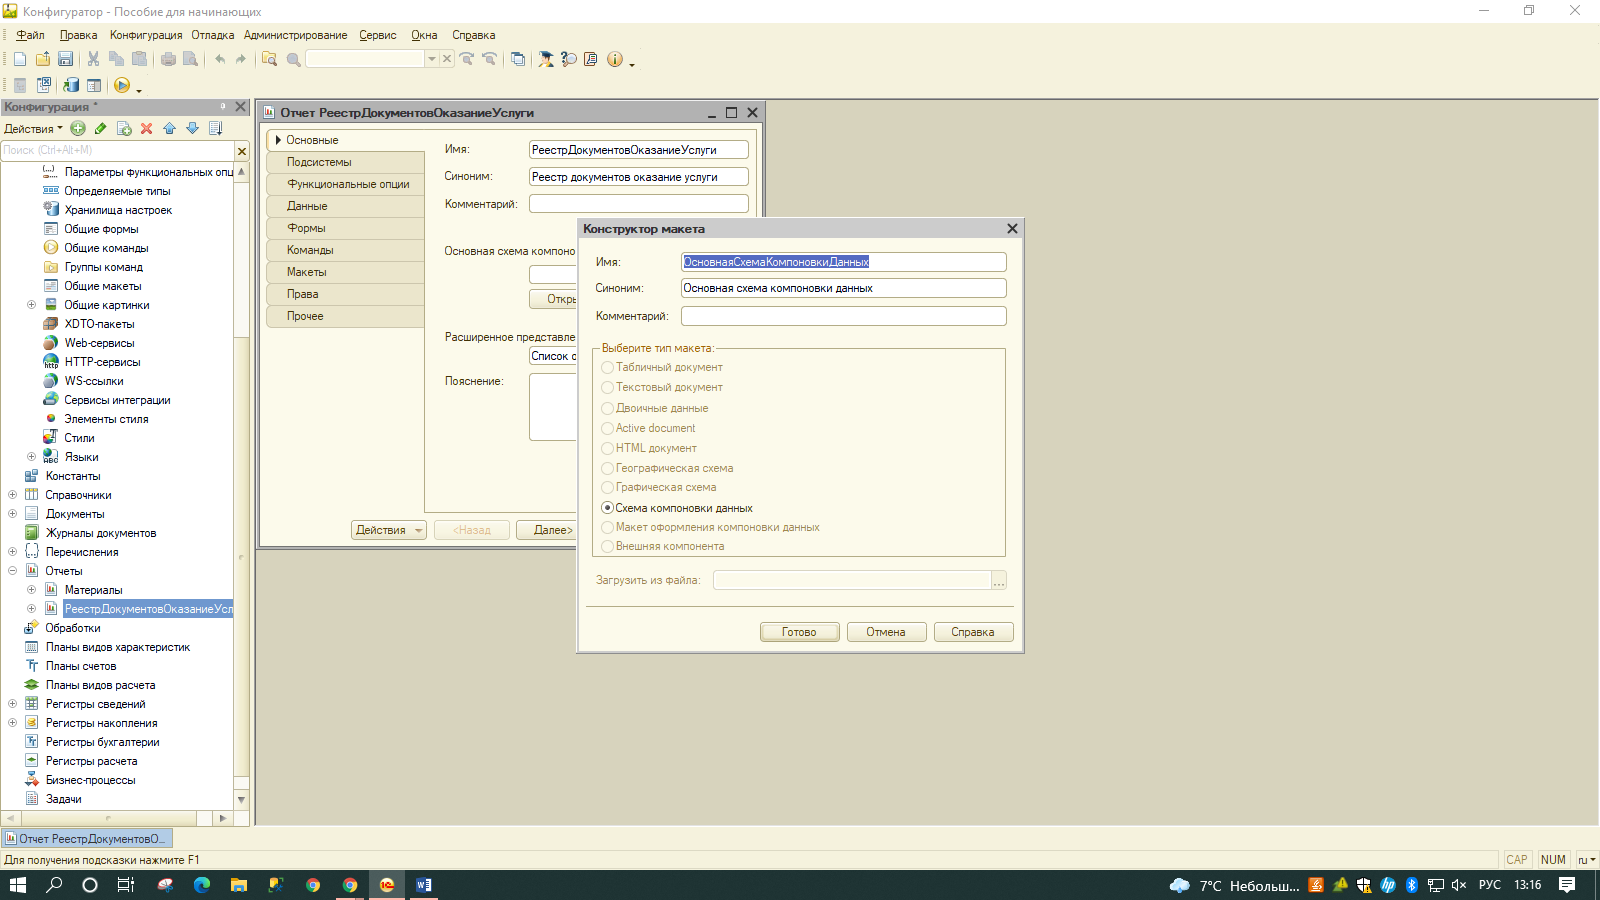 Конфигуратор - Пособие для начинающих
Файл Правка Конфигурация Отладка Администрирование Сервис Окна Справка
Конфигурация *
Действия
Поиск (Ctrl+Alt+M)
Параметры функциональных опц
Определяемые типы
Хранилища настроек
Общие формы
Общие команды
Группы команд
Общие макеты
Общие картинки
XDTO-пакеты
Web-сервисы
HTTP-сервисы
WS-ссылки
Сервисы интеграции
Элементы стиля
Стили
Языки
Константы
Справочники
Документы
Журналы документов
Перечисления
Отчеты
Материалы
РеестрДокументовОказаниеУсл
Обработки
Планы видов характеристик
Планы счетов
Планы видов расчета
Регистры сведений
Регистры накопления
Регистры бухгалтерии
Регистры расчета
Бизнес-процессы
Задачи
Отчет РеестрДокументовОказаниеУслуги
Основные
Подсистемы
Функциональные опции
Данные
Формы
Команды
Макеты
Права
Прочее
Имя: РеестрДокументовОказаниеУслуги
Синоним: Реестр документов оказание услуги
Комментарий:
Основная схема компоно
Откры
Расширенное представле
Список о
Пояснение:
Действия <Назад Далее>
Конструктор макета
Имя: ОсновнаяСхемаКомпоновкиДанных
Синоним: Основная схема компоновки данных
Комментарий:
Выберите тип макета:
Табличный документ
Текстовый документ
Двоичные данные
Active document
HTML документ
Географическая схема
Графическая схема
Схема компоновки данных
Макет оформления компоновки данных
Внешняя компонента
Загрузить из файла: ...
Готово Отмена Справка
Отчет РеестрДокументовО...
Для получения подсказки нажмите F1
CAP NUM ru
7°C Небольш... РУС 13:16